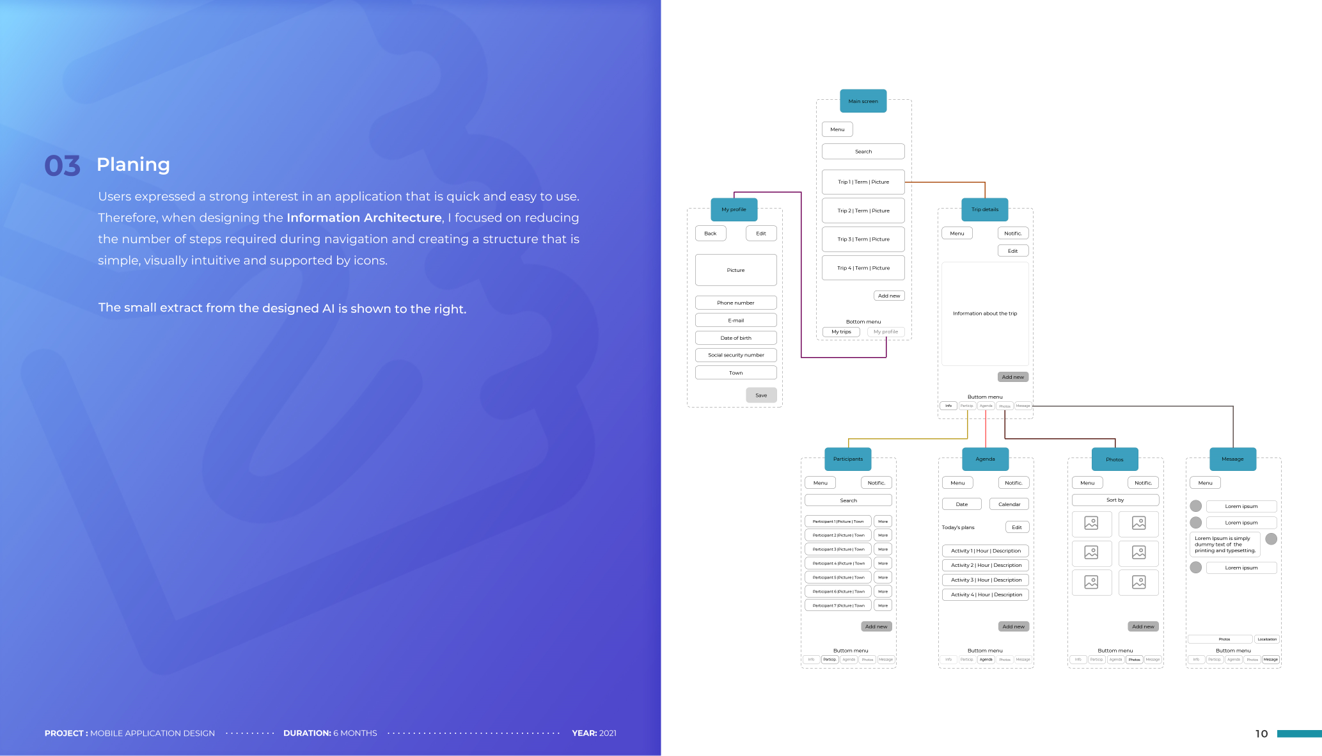 03 Planing
Users expressed a strong interest in an application that is quick and easy to use.
Therefore, when designing the Information Architecture, I focused on reducing
the number of steps required during navigation and creating a structure that is
simple, visually intuitive and supported by icons.
The small extract from the designed AI is shown to the right.
PROJECT : MOBILE APPLICATION DESIGN
DURATION: 6 MONTHS
YEAR: 2021
Main screen
Menu
Search
Trip 1 | Term | Picture
Trip 2 | Term | Picture
Trip 3 | Term | Picture
Trip 4 | Term | Picture
Add new
Bottom menu
My trips
My profile
My profile
Back
Edit
Picture
Phone number
E-mail
Date of birth
Social security number
Town
Save
Trip details
Menu
Notific.
Edit
Information about the trip
Add new
Buttom menu
Info
Particip.
Agenda
Photos
Message
Participants
Menu
Notific.
Search
Participant 1 |Picture | Town
More
Participant 2 |Picture | Town
More
Participant 3 |Picture | Town
More
Participant 4 |Picture | Town
More
Participant 5 |Picture | Town
More
Participant 6 |Picture | Town
More
Participant 7 |Picture | Town
More
Add new
Buttom menu
Info
Particip.
Agenda
Photos
Message
Agenda
Menu
Notific.
Date
Calendar
Today's plans
Edit
Activity 1 | Hour | Description
Activity 2 | Hour | Description
Activity 3 | Hour | Description
Activity 4 | Hour | Description
Add new
Buttom menu
Info
Particip.
Agenda
Photos
Message
Photos
Menu
Notific.
Sort by
Add new
Buttom menu
Info
Particip.
Agenda
Photos
Message
Message
Menu
Lorem ipsum
Lorem ipsum
Lorem Ipsum is simply
dummy text of the
printing and typesetting.
Lorem ipsum
Photos
Localisation
Buttom menu
Info
Particip.
Agenda
Photos
Message
10